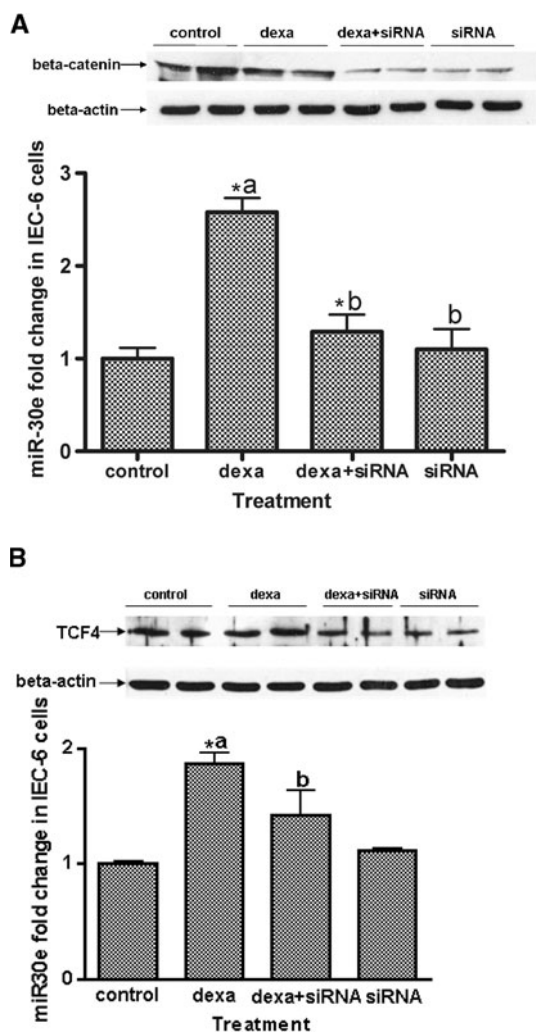 A
control dexa dexa+siRNA siRNA
beta-catenin
beta-actin
miR-30e fold change in IEC-6 cells
3
*a
2
*b
b
1
0
control dexa dexa+siRNA siRNA
Treatment
B
control dexa dexa+siRNA siRNA
TCF4
beta-actin
miR30e fold change in IEC-6 cells
2
*a
b
1
0
control dexa dexa+siRNA siRNA
Treatment